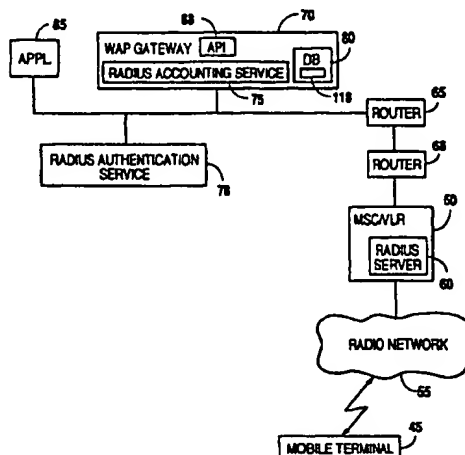 85
APPL.
83
70
WAP GATEWAY
API
80
DB
RADIUS ACCOUNTING SERVICE
75
118
ROUTER
65
RADIUS AUTHENTICATION
SERVICE
78
ROUTER
68
50
MSC/VLR
RADIUS
SERVER
60
RADIO NETWORK
55
45
MOBILE TERMINAL